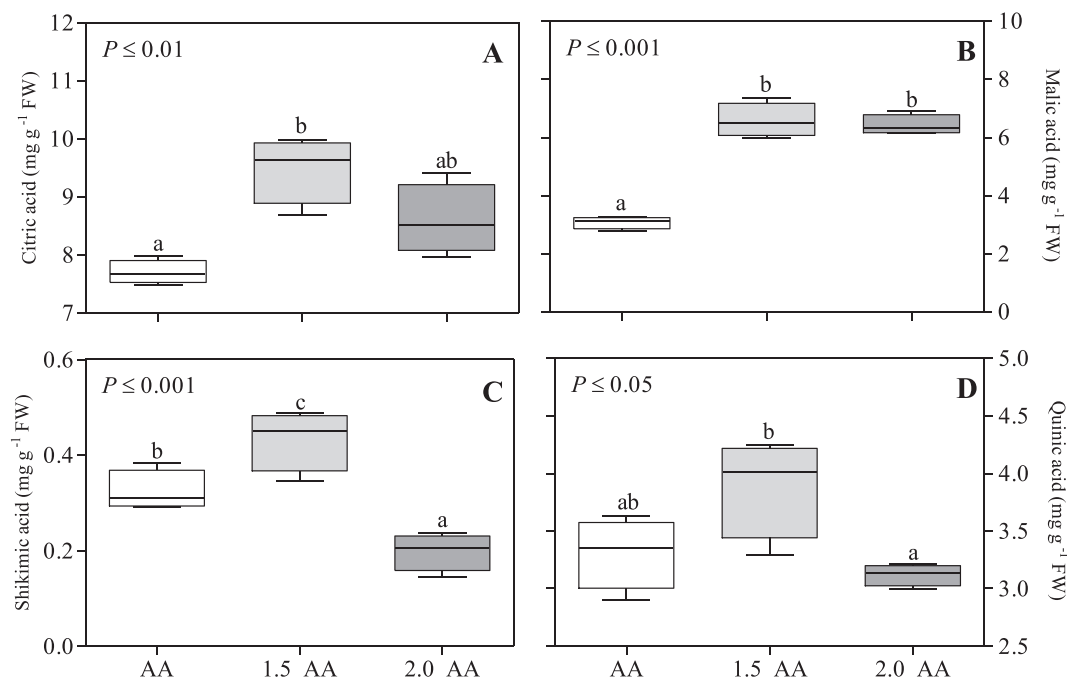 P ≤ 0.01
A
Citric acid (mg g⁻¹ FW)
12
11
10
9
8
7
a
b
ab
P ≤ 0.001
B
Malic acid (mg g⁻¹ FW)
10
8
6
4
2
0
a
b
b
P ≤ 0.001
C
Shikimic acid (mg g⁻¹ FW)
0.6
0.4
0.2
0.0
b
c
a
AA 1.5 AA 2.0 AA
P ≤ 0.05
D
Quinic acid (mg g⁻¹ FW)
5.0
4.5
4.0
3.5
3.0
2.5
ab
b
a
AA 1.5 AA 2.0 AA